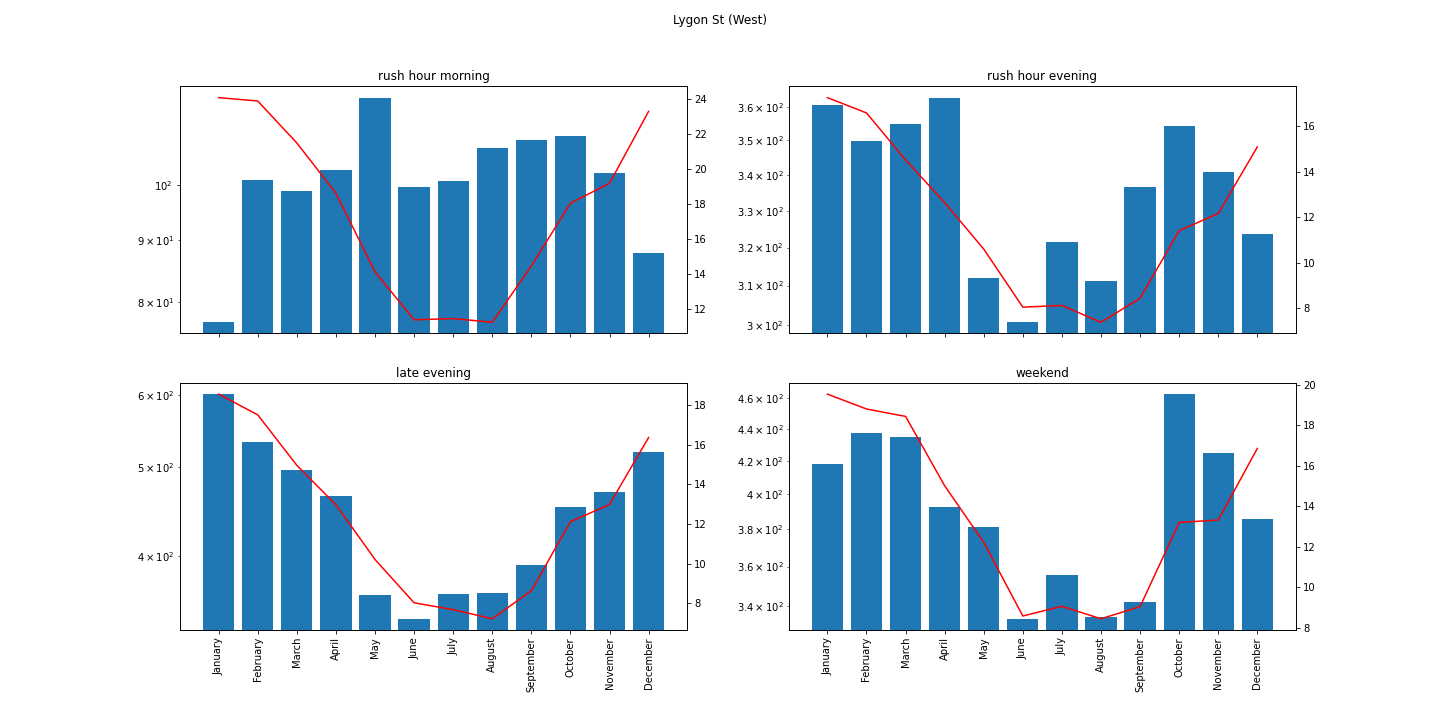 Lygon St (West)
rush hour morning
10²
9 × 10¹
8 × 10¹
24
22
20
18
16
14
12
rush hour evening
3.6 × 10²
3.5 × 10²
3.4 × 10²
3.3 × 10²
3.2 × 10²
3.1 × 10²
3 × 10²
16
14
12
10
8
late evening
6 × 10²
5 × 10²
4 × 10²
18
16
14
12
10
8
January
February
March
April
May
June
July
August
September
October
November
December
weekend
4.6 × 10²
4.4 × 10²
4.2 × 10²
4 × 10²
3.8 × 10²
3.6 × 10²
3.4 × 10²
20
18
16
14
12
10
8
January
February
March
April
May
June
July
August
September
October
November
December